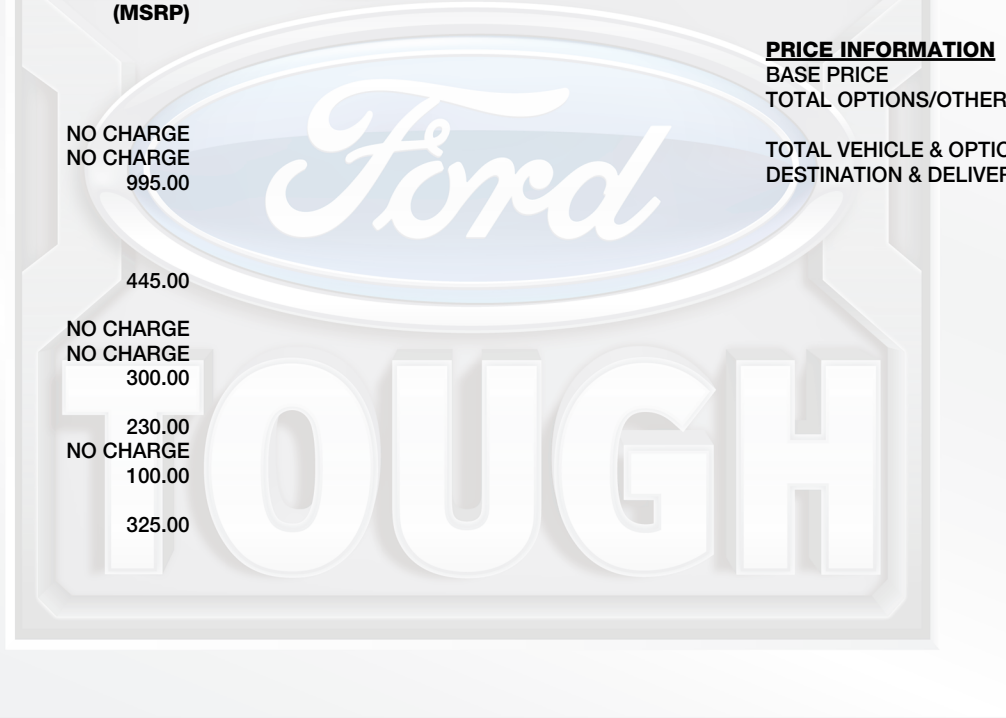 (MSRP)
NO CHARGE
NO CHARGE
995.00
445.00
NO CHARGE
NO CHARGE
300.00
230.00
NO CHARGE
100.00
325.00
PRICE INFORMATION
BASE PRICE
TOTAL OPTIONS/OTHER
TOTAL VEHICLE & OPTIO
DESTINATION & DELIVER
Ford
TOUGH